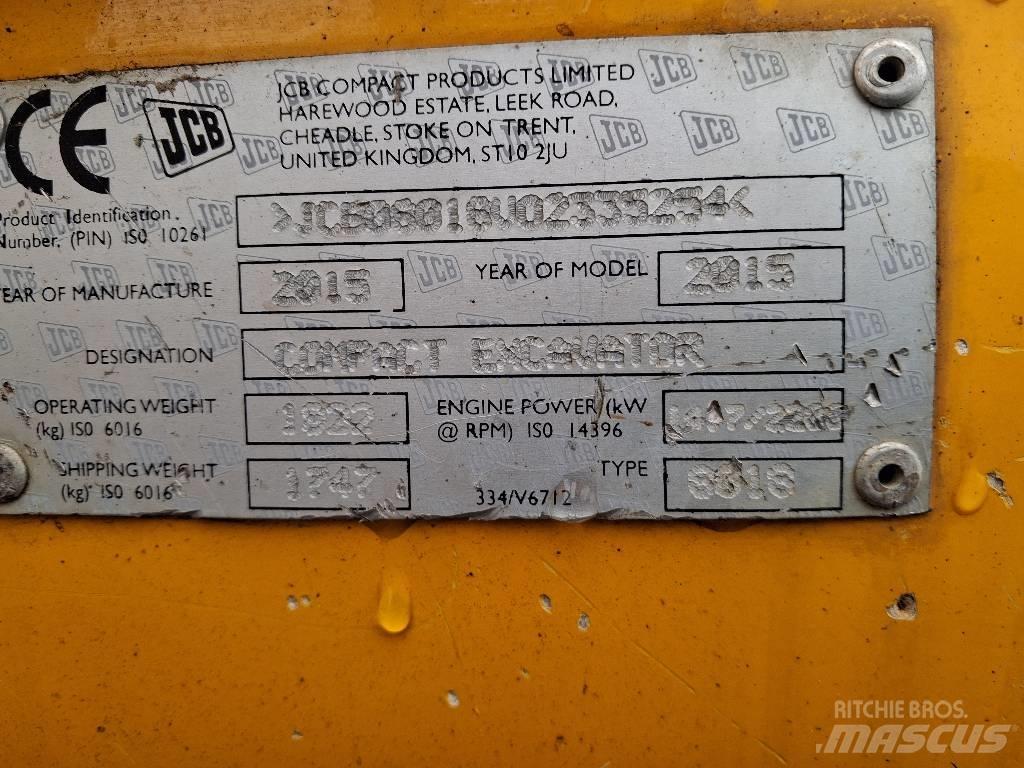 JCB COMPACT PRODUCTS LIMITED
HAREWOOD ESTATE, LEEK ROAD,
CHEADLE, STOKE ON TRENT,
UNITED KINGDOM, ST10 2JU
CE JCB
Product Identification
Number, (PIN) ISO 10261
YEAR OF MANUFACTURE 2015 YEAR OF MODEL 2015
DESIGNATION COMPACT EXCAVATOR
OPERATING WEIGHT
(kg) ISO 6016 1822
ENGINE POWER (kW
@ RPM) ISO 14396
SHIPPING WEIGHT
(kg) ISO 6016 1747
TYPE 8018
334/V6712
RITCHIE BROS.
MASCUS